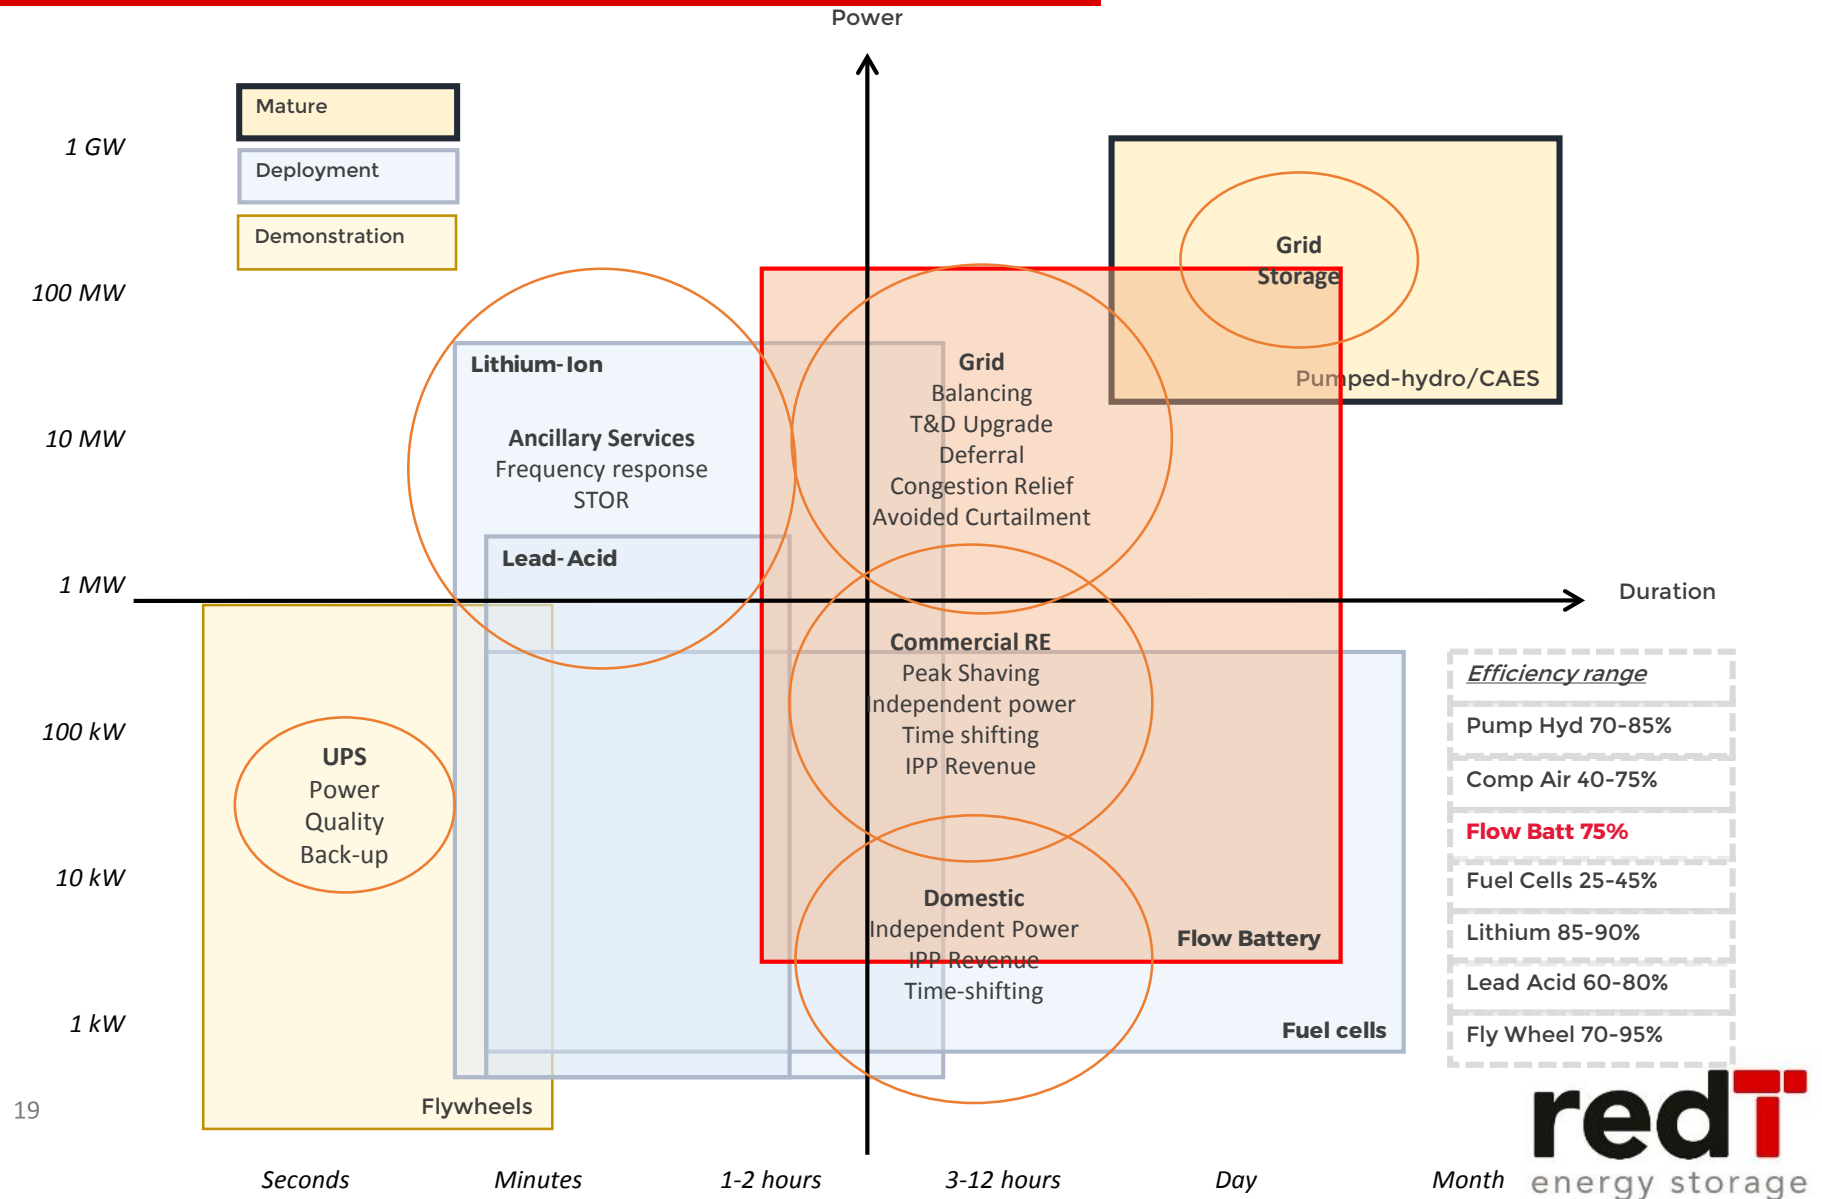 Power
Mature
Deployment
Demonstration
1 GW
100 MW
10 MW
1 MW
100 kW
10 kW
1 kW
Grid
Storage
Pumped-hydro/CAES
Lithium-Ion
Ancillary Services
Frequency response
STOR
Lead-Acid
Grid
Balancing
T&D Upgrade
Deferral
Congestion Relief
Avoided Curtailment
Duration
Commercial RE
Peak Shaving
Independent power
Time shifting
IPP Revenue
UPS
Power
Quality
Back-up
Domestic
Independent Power
IPP Revenue
Time-shifting
Flow Battery
Fuel cells
Flywheels
Efficiency range
Pump Hyd 70-85%
Comp Air 40-75%
Flow Batt 75%
Fuel Cells 25-45%
Lithium 85-90%
Lead Acid 60-80%
Fly Wheel 70-95%
19
Seconds
Minutes
1-2 hours
3-12 hours
Day
Month
redT
energy storage